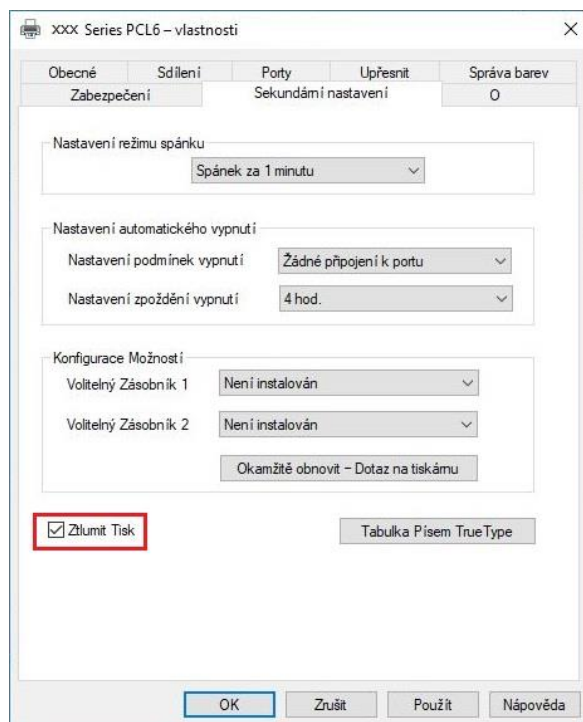 XXX Series PCL6 – vlastnosti
Obecné Sdílení Porty Upřesnit Správa barev
Zabezpečení Sekundární nastavení O
Nastavení režimu spánku
Spánek za 1 minutu
Nastavení automatického vypnutí
Nastavení podmínek vypnutí Žádné připojení k portu
Nastavení zpoždění vypnutí 4 hod.
Konfigurace Možností
Volitelný Zásobník 1 Není instalován
Volitelný Zásobník 2 Není instalován
Okamžitě obnovit – Dotaz na tiskárnu
Ztlumit Tisk Tabulka Písem TrueType
OK Zrušit Použít Nápověda